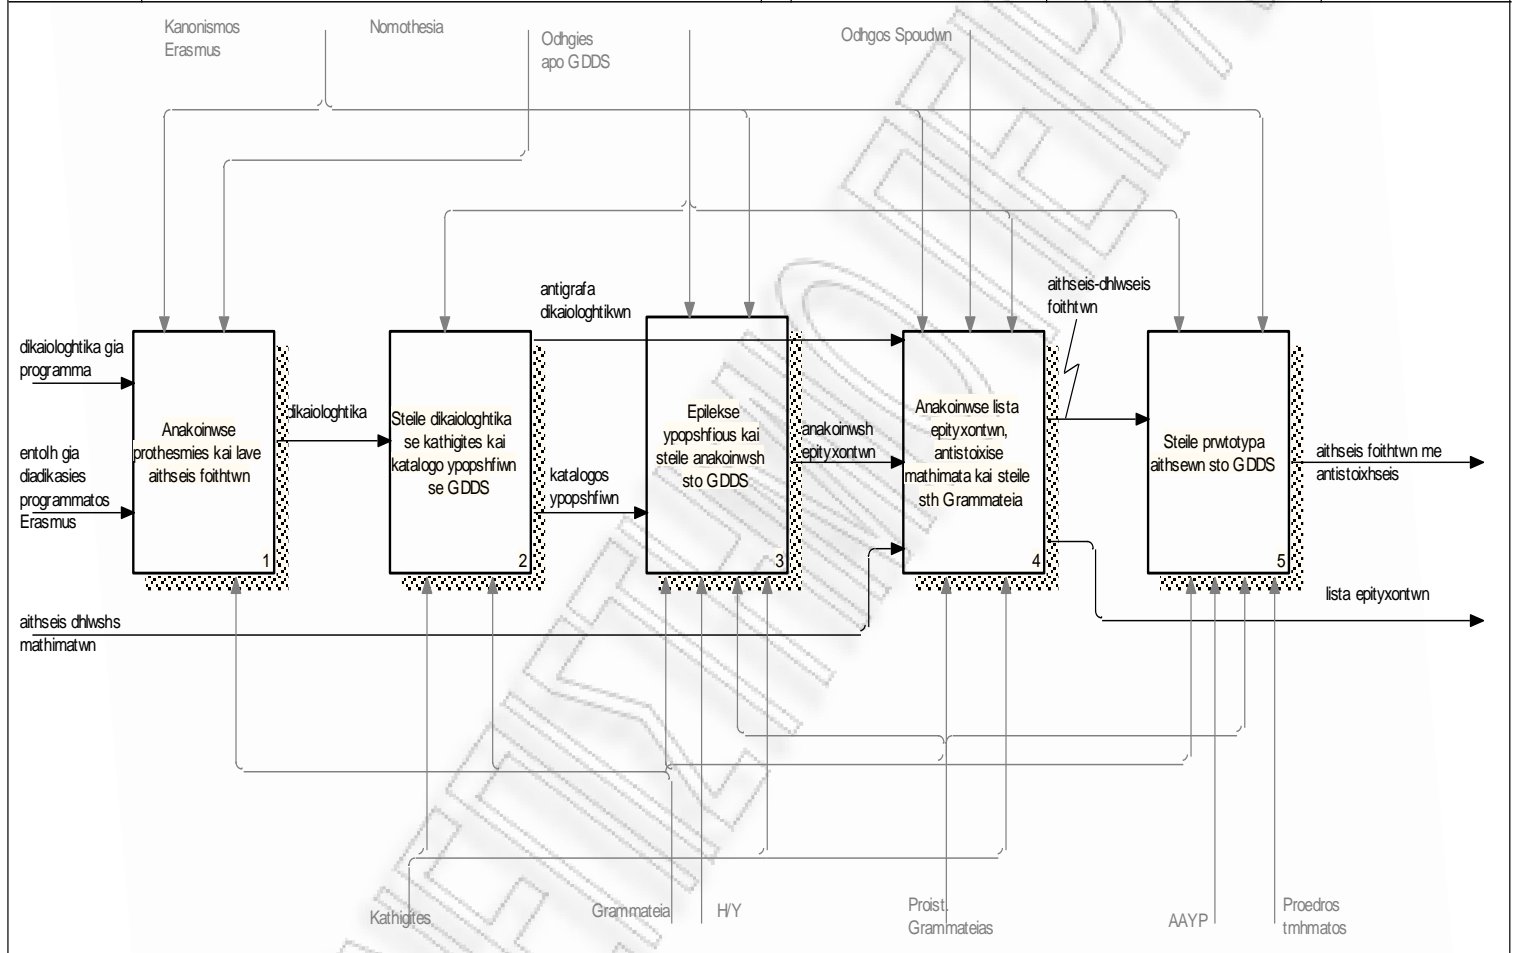 Kanonismos
Erasmus
Nomothesia
Odhgies
apo GDDS
Odhgos Spoudwn
antigrafa
dikaiologhtikwn
aithseis-dhlwseis
foithtwn
dikaiologhtika gia
programma
entolh gia
diadikasies
programmatos
Erasmus
Anakoinwse
prothesmies kai lave
aithseis foithtwn
1
dikaiologhtika
Steile dikaiologhtika
se kathigites kai
katalogo ypopshfiwn
se GDDS
2
katalogos
ypopshfiwn
Epilekse
ypopshfious kai
steile anakoinwsh
sto GDDS
3
anakoinwsh
epityxontwn
Anakoinwse lista
epityxontwn,
antistoixise
mathimata kai steile
sth Grammateia
4
Steile prwtotypa
aithsewn sto GDDS
5
aithseis foithtwn me
antistoixhseis
lista epityxontwn
aithseis dhlwshs
mathimatwn
Kathigites
Grammateia
H/Y
Proist.
Grammateias
AAYP
Proedros
tmhmatos